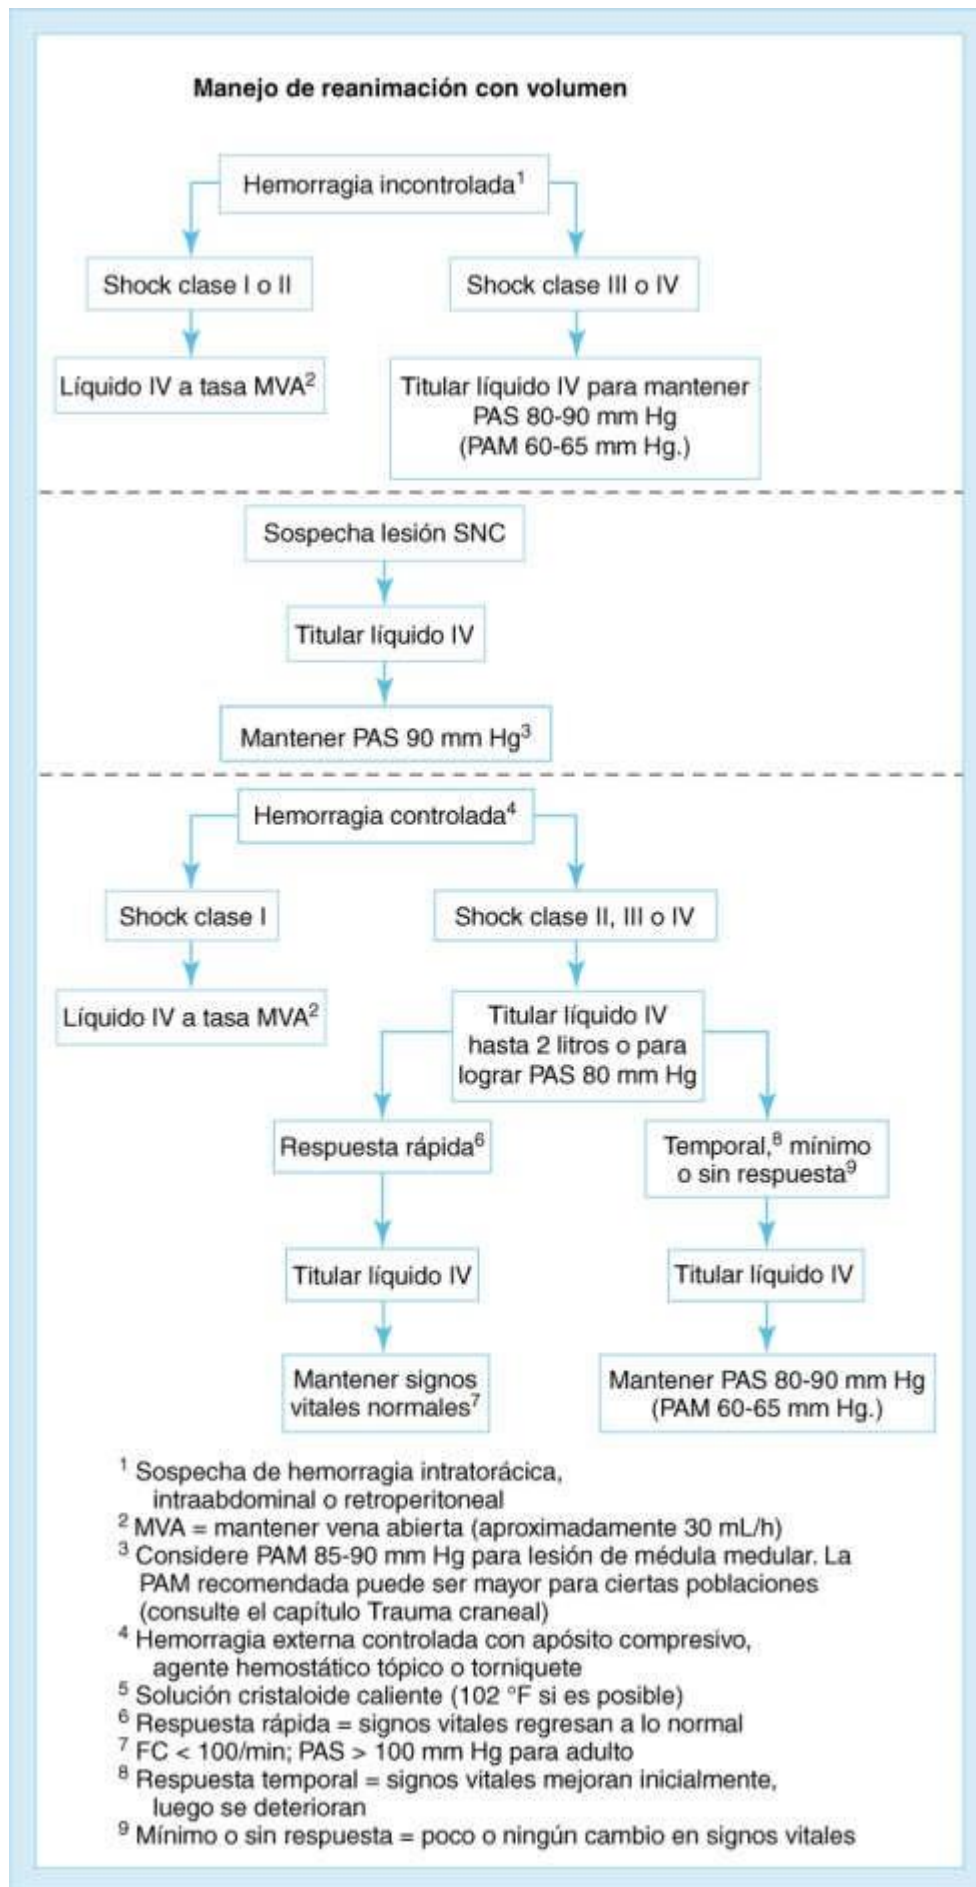 Manejo de reanimación con volumen
Hemorragia incontrolada¹
Shock clase I o II
Shock clase III o IV
Líquido IV a tasa MVA²
Titular líquido IV para mantener
PAS 80-90 mm Hg
(PAM 60-65 mm Hg.)
Sospecha lesión SNC
Titular líquido IV
Mantener PAS 90 mm Hg³
Hemorragia controlada⁴
Shock clase I
Shock clase II, III o IV
Líquido IV a tasa MVA²
Titular líquido IV
hasta 2 litros o para
lograr PAS 80 mm Hg
Respuesta rápida⁶
Temporal,⁸ mínimo
o sin respuesta⁹
Titular líquido IV
Titular líquido IV
Mantener signos
vitales normales⁷
Mantener PAS 80-90 mm Hg
(PAM 60-65 mm Hg.)
¹ Sospecha de hemorragia intratorácica,
intraabdominal o retroperitoneal
² MVA = mantener vena abierta (aproximadamente 30 mL/h)
³ Considere PAM 85-90 mm Hg para lesión de médula medular. La
PAM recomendada puede ser mayor para ciertas poblaciones
(consulte el capítulo Trauma craneal)
⁴ Hemorragia externa controlada con apósito compresivo,
agente hemostático tópico o torniquete
⁵ Solución cristaloide caliente (102 °F si es posible)
⁶ Respuesta rápida = signos vitales regresan a lo normal
⁷ FC < 100/min; PAS > 100 mm Hg para adulto
⁸ Respuesta temporal = signos vitales mejoran inicialmente,
luego se deterioran
⁹ Mínimo o sin respuesta = poco o ningún cambio en signos vitales